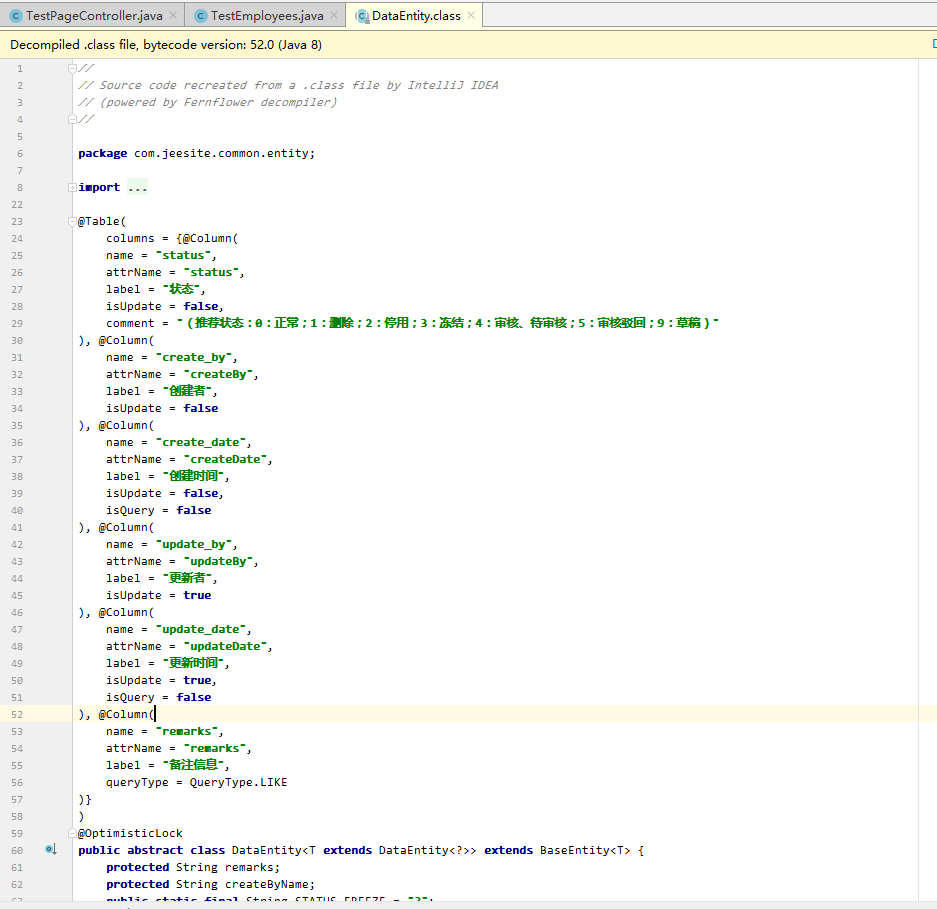 TestPageController.java TestEmployees.java DataEntity.class
Decompiled .class file, bytecode version: 52.0 (Java 8)
1 //
2 // Source code recreated from a .class file by IntelliJ IDEA
3 // (powered by Fernflower decompiler)
4 //
5
6 package com.jeesite.common.entity;
7
8 import ...
22
23 @Table(
24 columns = {@Column(
25 name = "status",
26 attrName = "status",
27 label = "状态",
28 isUpdate = false,
29 comment = "（推荐状态：0：正常；1：删除；2：停用；3：冻结；4：审核、待审核；5：审核驳回；9：草稿）"
30 ), @Column(
31 name = "create_by",
32 attrName = "createBy",
33 label = "创建者",
34 isUpdate = false
35 ), @Column(
36 name = "create_date",
37 attrName = "createDate",
38 label = "创建时间",
39 isUpdate = false,
40 isQuery = false
41 ), @Column(
42 name = "update_by",
43 attrName = "updateBy",
44 label = "更新者",
45 isUpdate = true
46 ), @Column(
47 name = "update_date",
48 attrName = "updateDate",
49 label = "更新时间",
50 isUpdate = true,
51 isQuery = false
52 ), @Column(
53 name = "remarks",
54 attrName = "remarks",
55 label = "备注信息",
56 queryType = QueryType.LIKE
57 )}
58 )
59 @OptimisticLock
60 public abstract class DataEntity<T extends DataEntity<?>> extends BaseEntity<T> {
61 protected String remarks;
62 protected String createByName;
63 public static final String STATUS_FREEZE = "3";